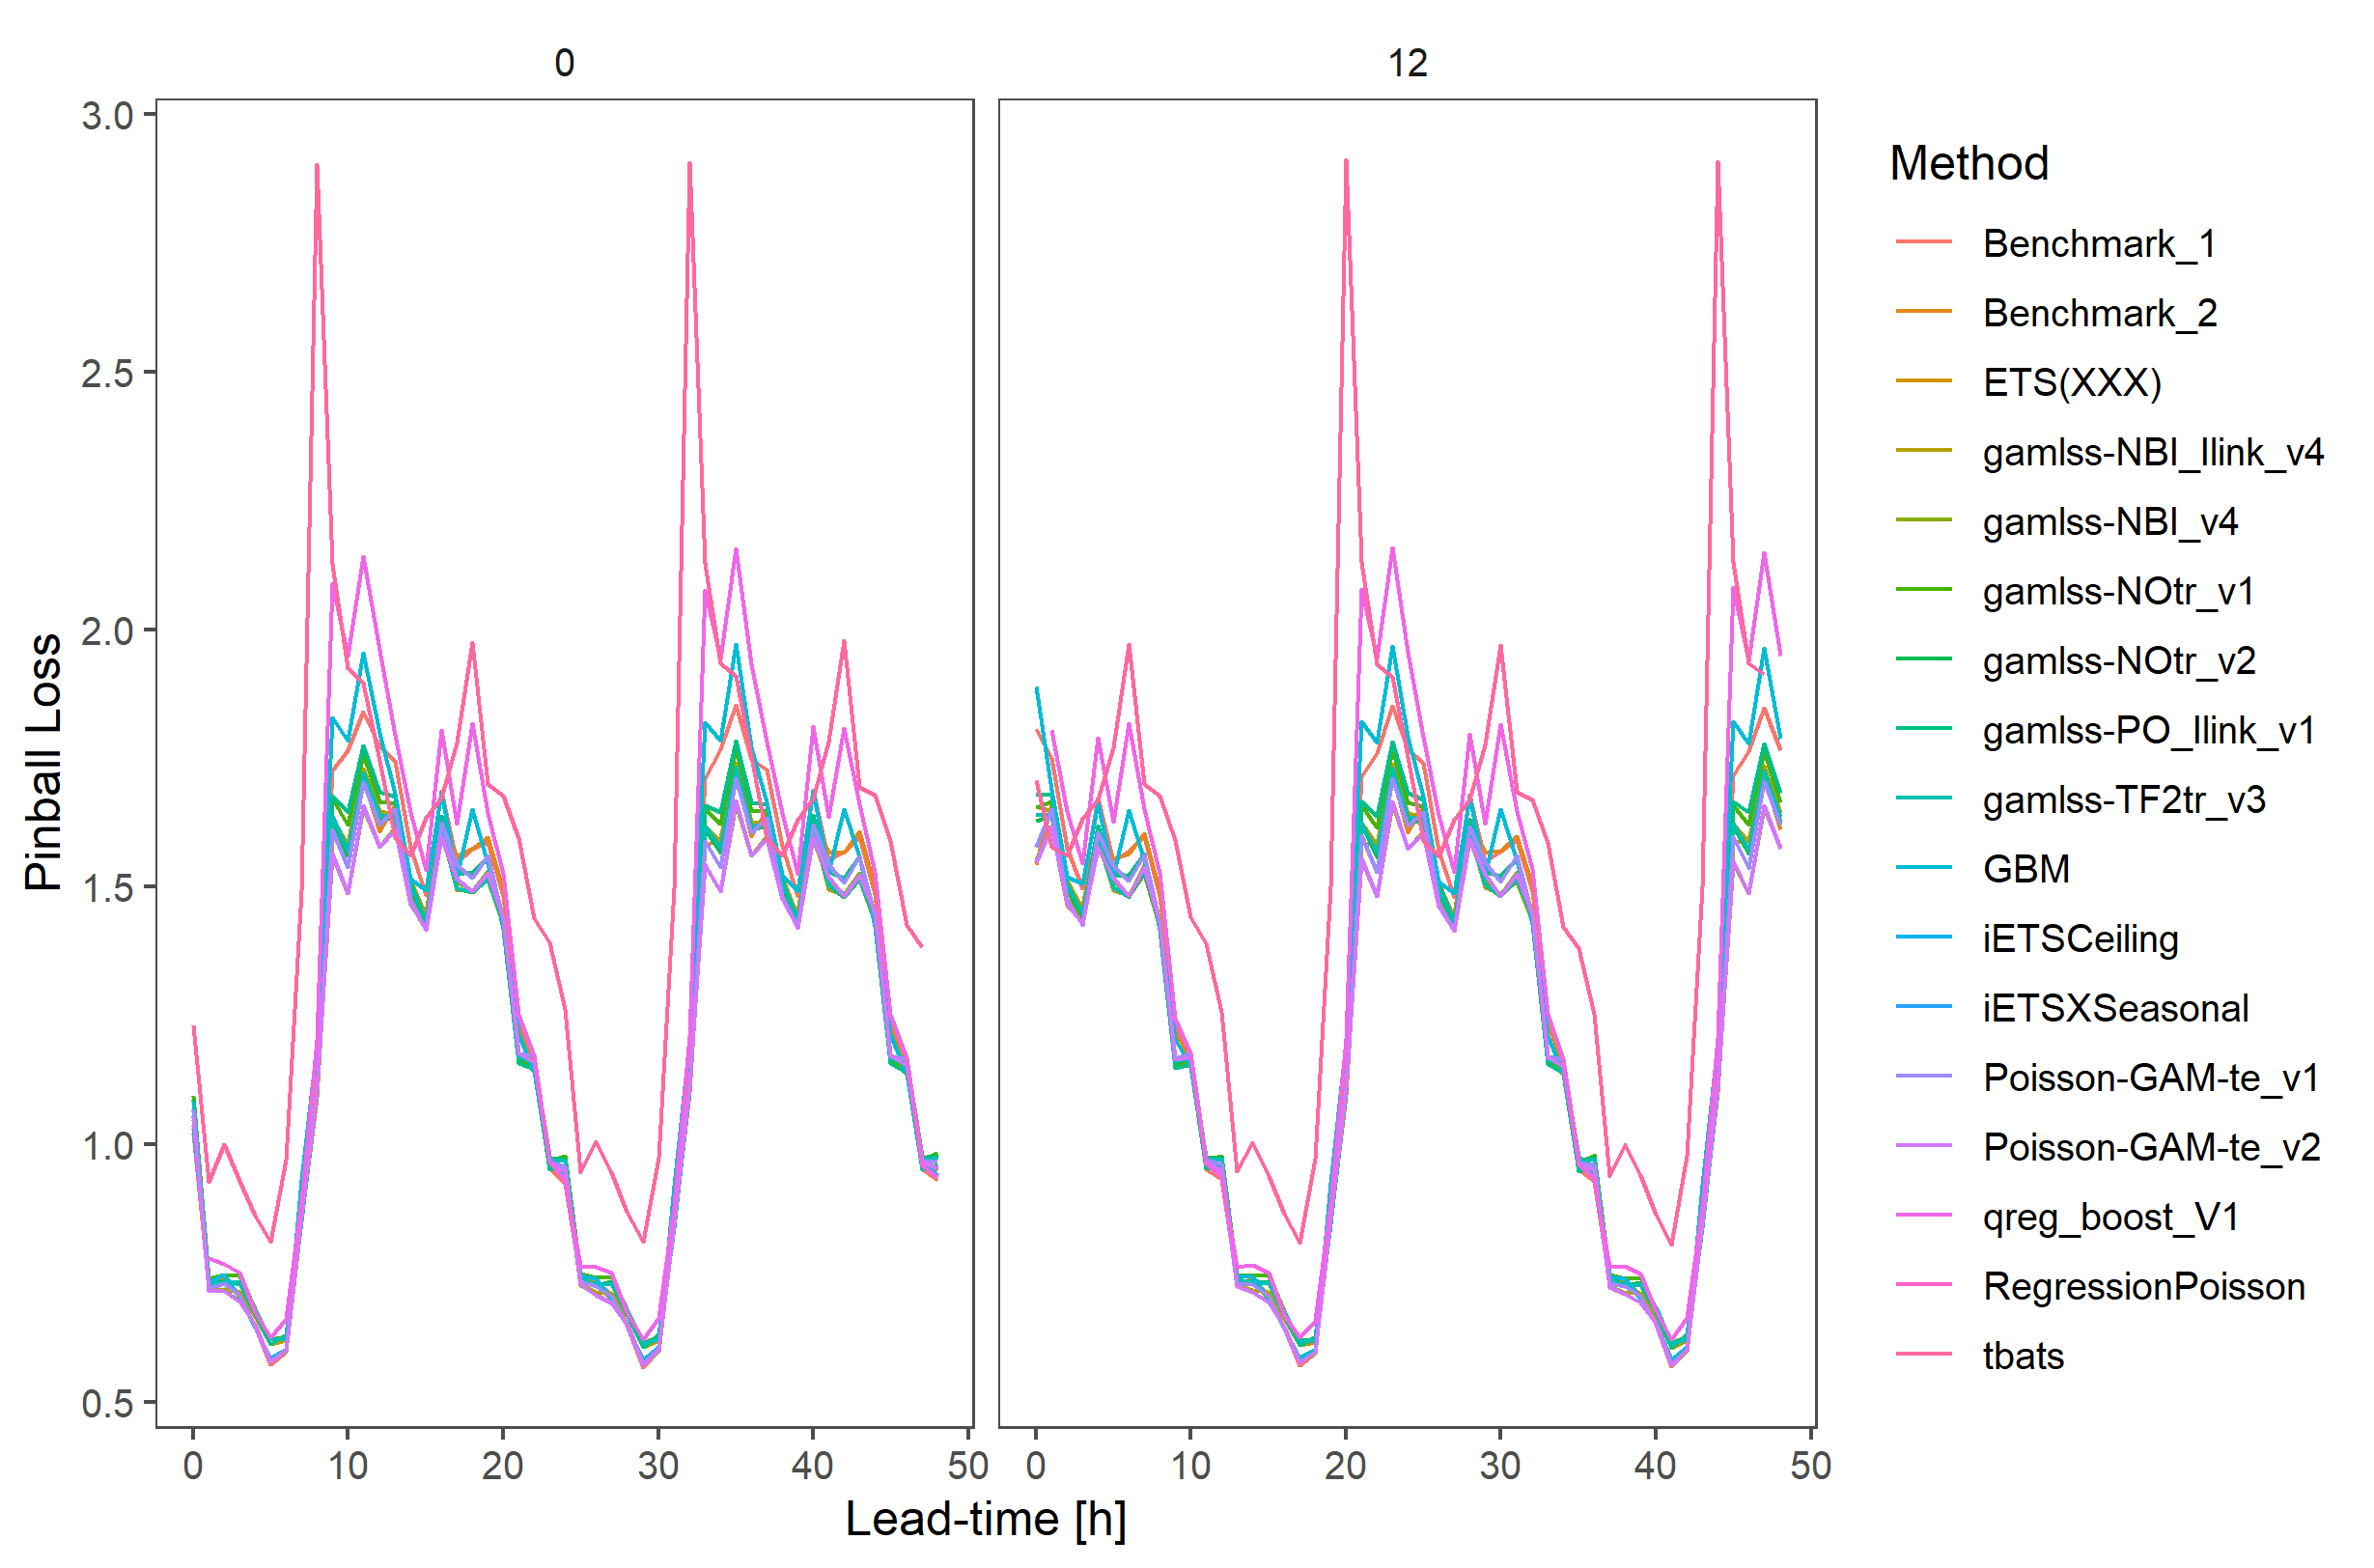 0
12
3.0
2.5
2.0
1.5
1.0
0.5
Pinball Loss
0
10
20
30
40
50
0
10
20
30
40
50
Lead-time [h]
Method
Benchmark_1
Benchmark_2
ETS(XXX)
gamlss-NBI_llink_v4
gamlss-NBI_v4
gamlss-NOtr_v1
gamlss-NOtr_v2
gamlss-PO_llink_v1
gamlss-TF2tr_v3
GBM
iETSCeiling
iETSXSeasonal
Poisson-GAM-te_v1
Poisson-GAM-te_v2
qreg_boost_V1
RegressionPoisson
tbats